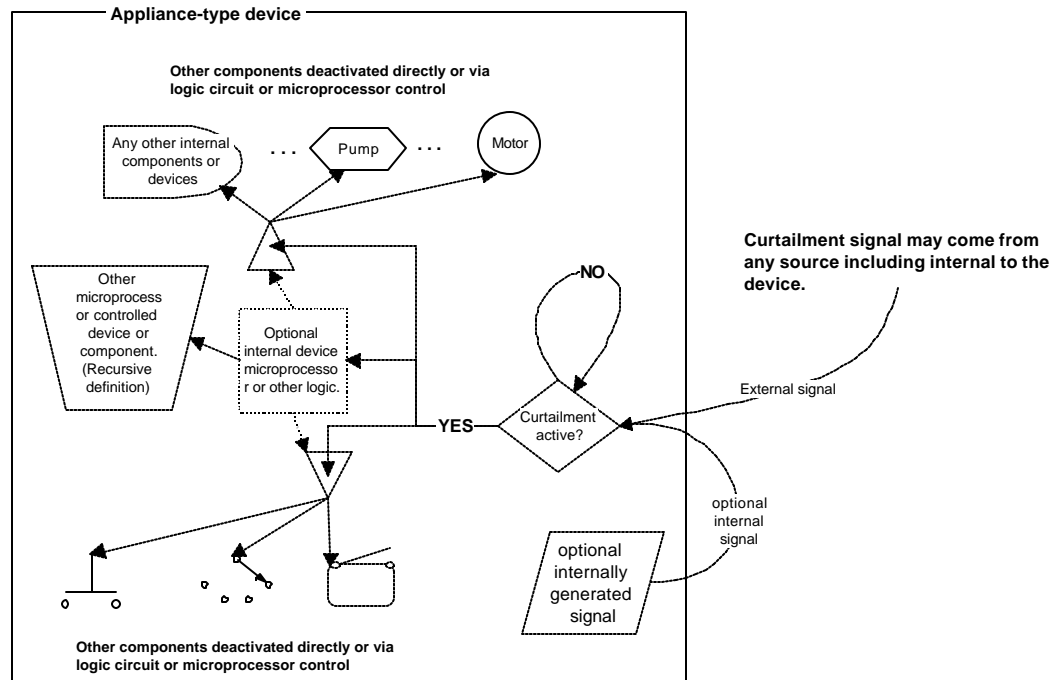 Appliance-type device
Other components deactivated directly or via
logic circuit or microprocessor control
Any other internal
components or
devices
. . .
Pump
. . .
Motor
Curtailment signal may come from
any source including internal to the
device.
NO
Other
microprocess
or controlled
device or
component.
(Recursive
definition)
Optional
internal device
microprocesso
r or other logic.
External signal
Curtailment
active?
YES
optional
internal
signal
optional
internally
generated
signal
Other components deactivated directly or via
logic circuit or microprocessor control